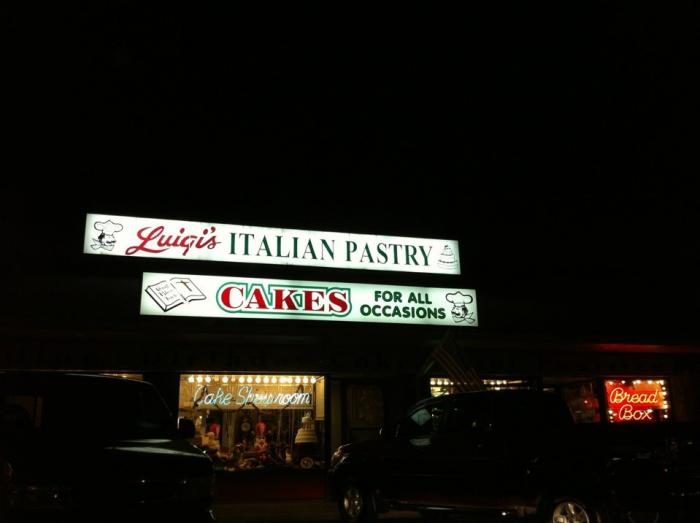 Luigi's ITALIAN PASTRY
CAKES FOR ALL
OCCASIONS
Cake Showroom
Bread
Box